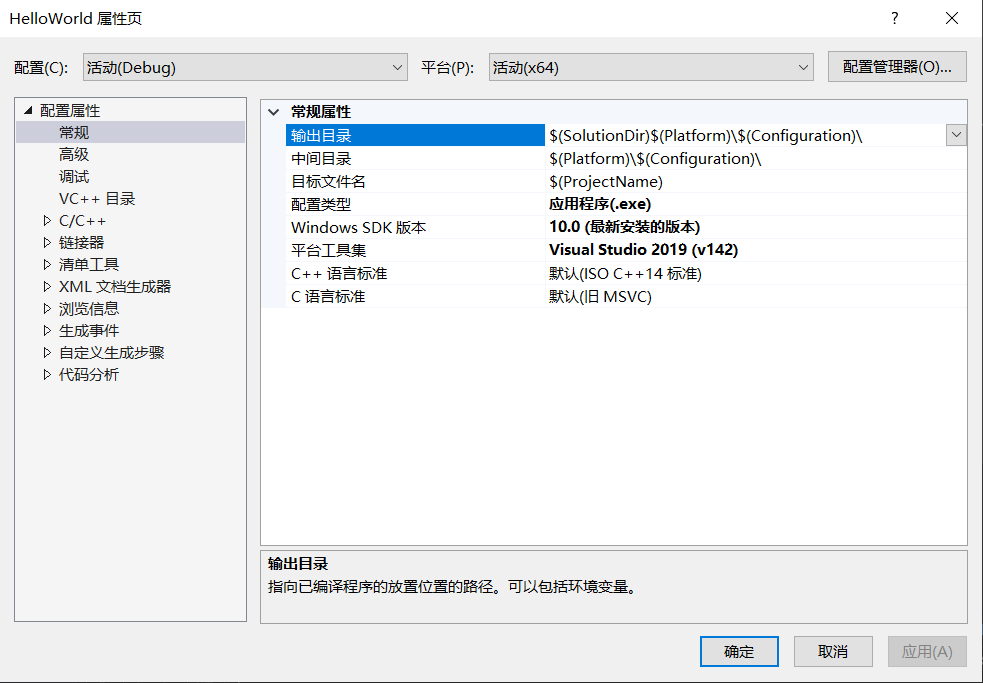 HelloWorld 属性页
?
配置(C): 活动(Debug) 平台(P): 活动(x64) 配置管理器(O)...
配置属性
常规
高级
调试
VC++ 目录
C/C++
链接器
清单工具
XML 文档生成器
浏览信息
生成事件
自定义生成步骤
代码分析
常规属性
输出目录 $(SolutionDir)$(Platform)\$(Configuration)\
中间目录 $(Platform)\$(Configuration)\
目标文件名 $(ProjectName)
配置类型 应用程序(.exe)
Windows SDK 版本 10.0 (最新安装的版本)
平台工具集 Visual Studio 2019 (v142)
C++ 语言标准 默认(ISO C++14 标准)
C 语言标准 默认(旧 MSVC)
输出目录
指向已编译程序的放置位置的路径。可以包括环境变量。
确定 取消 应用(A)